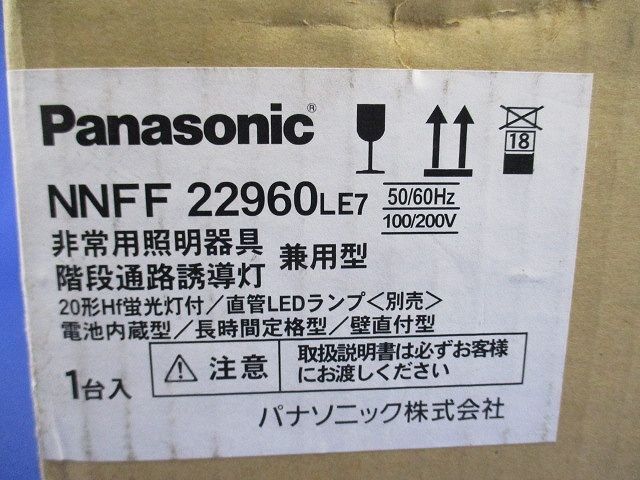 Panasonic®
18
NNFF 22960LE7 50/60Hz
100/200V
非常用照明器具
階段通路誘導灯 兼用型
20形Hf蛍光灯付／直管LEDランプ＜別売＞
電池内蔵型／長時間定格型／壁直付型
1台入
注意
取扱説明書は必ずお客様
にお渡しください
パナソニック株式会社